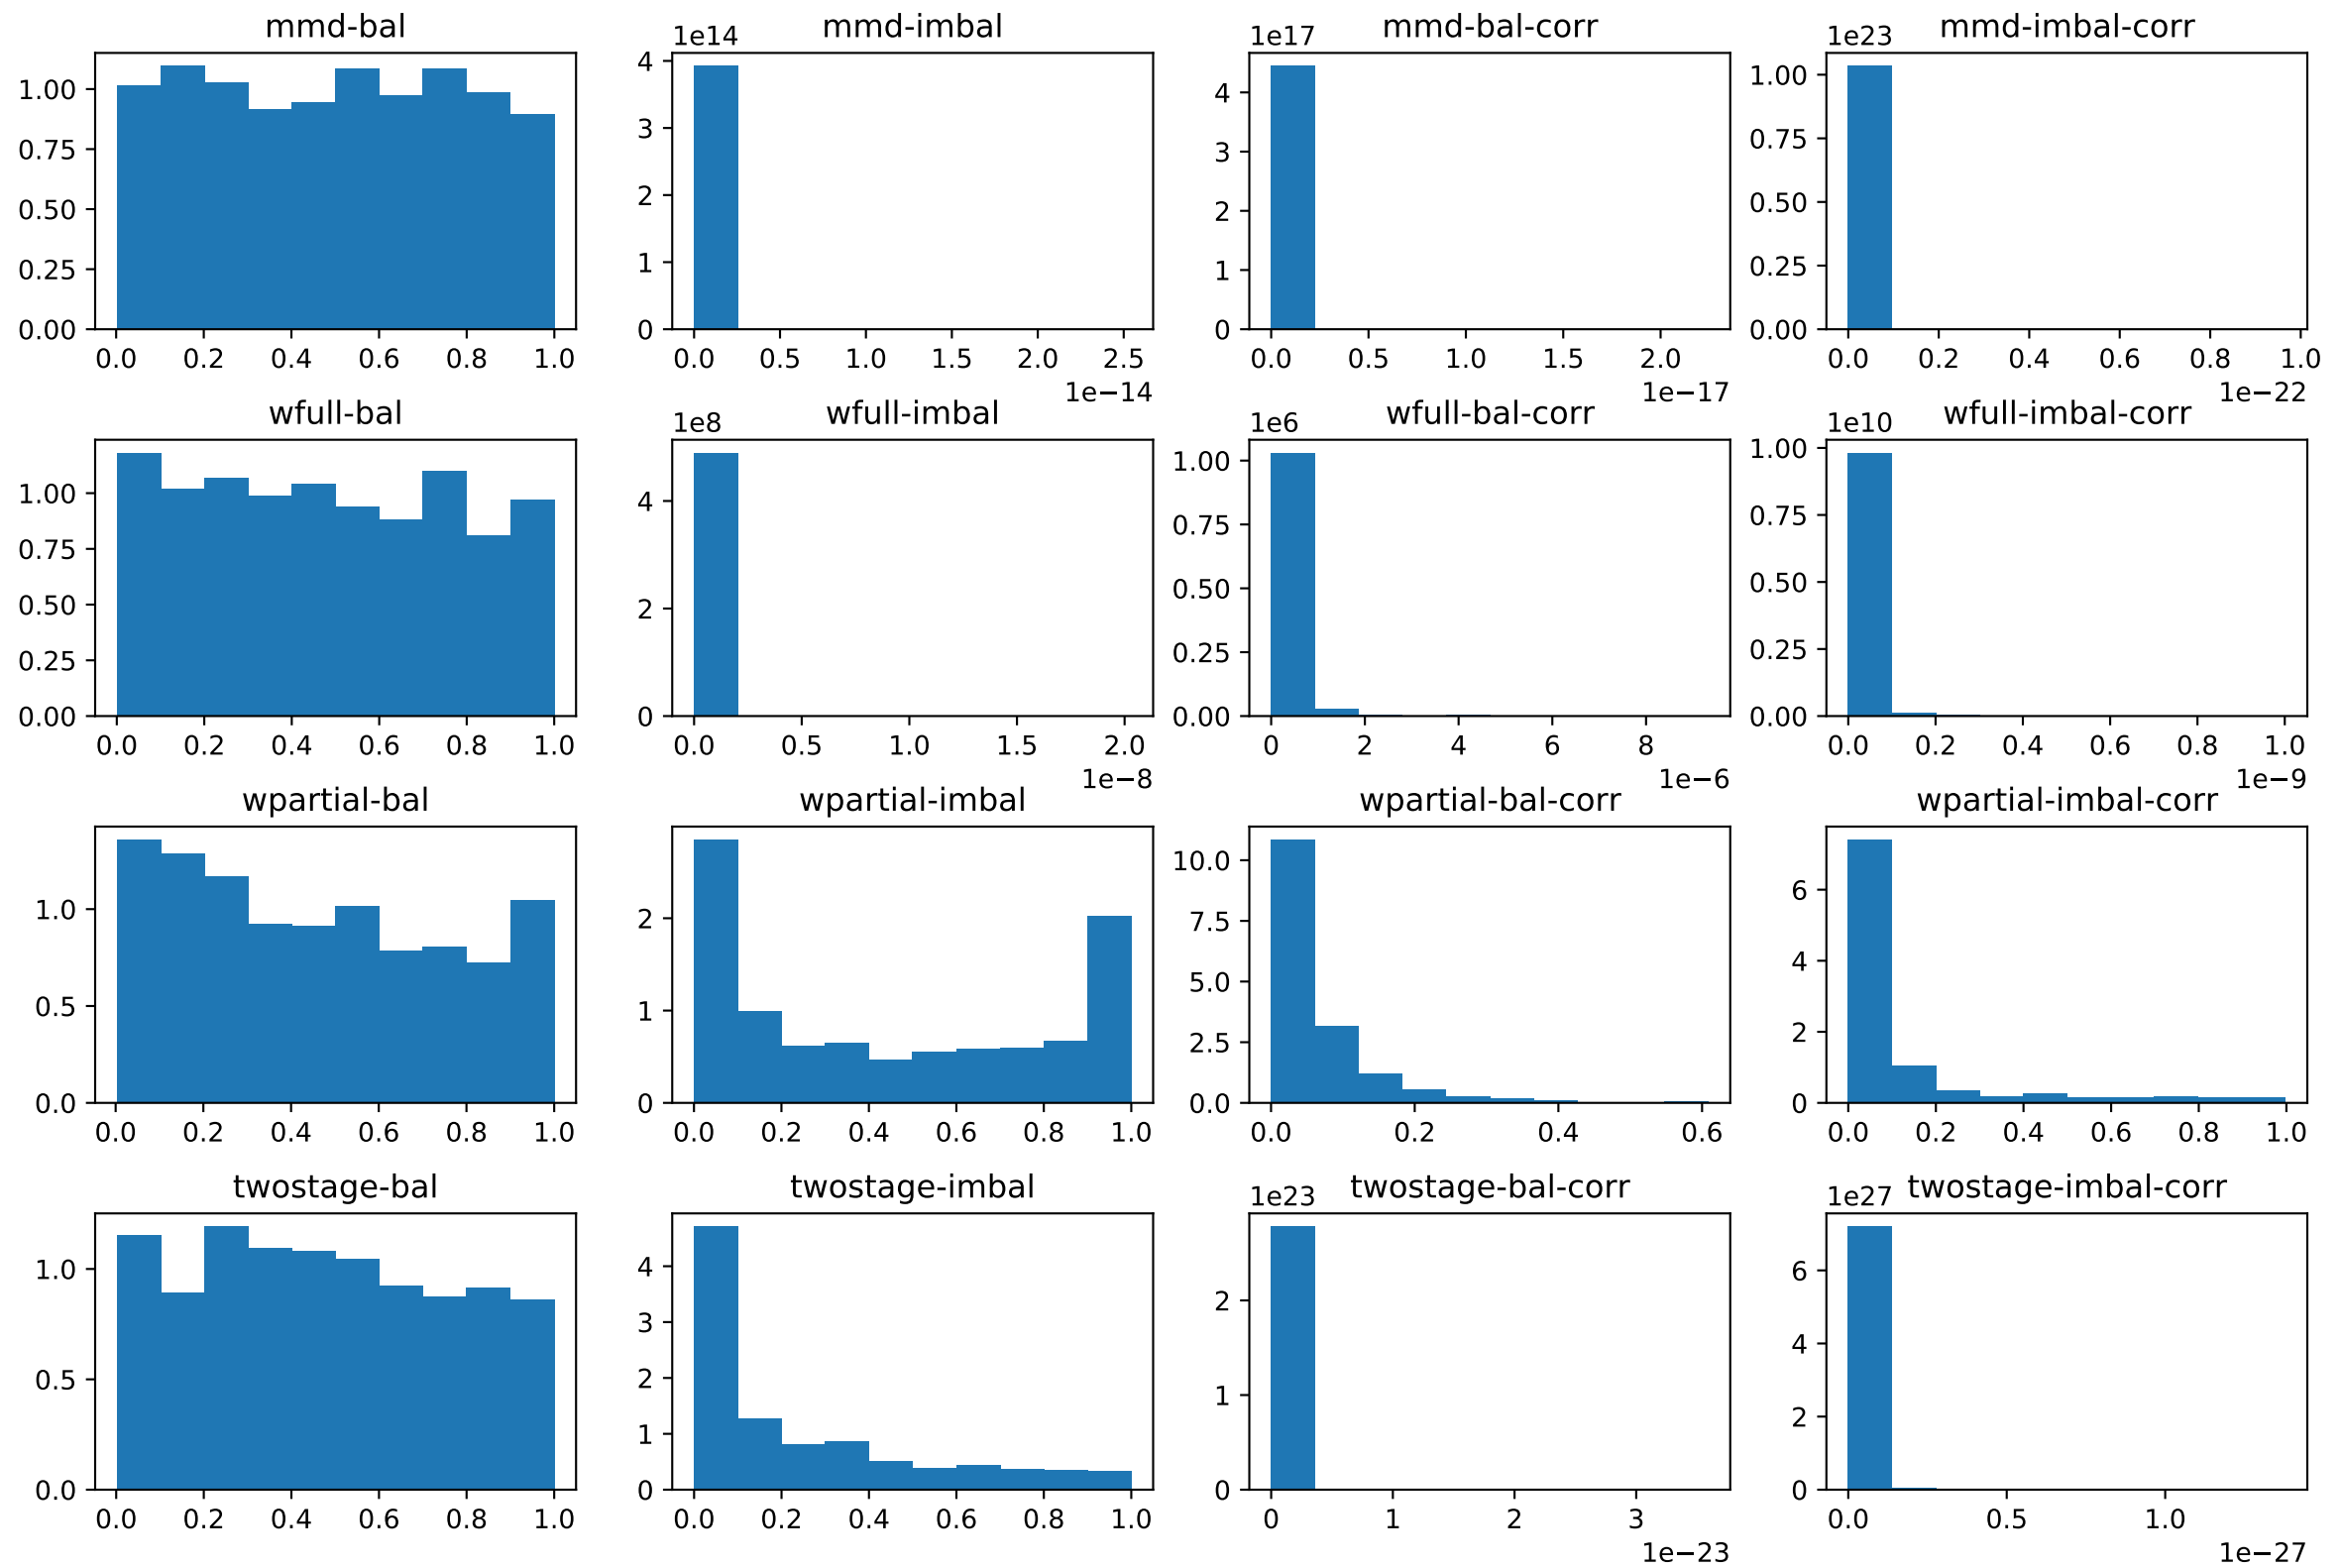 mmd-bal
1.00
0.75
0.50
0.25
0.00
0.0 0.2 0.4 0.6 0.8 1.0
mmd-imbal
1e14
4
3
2
1
0
0.0 0.5 1.0 1.5 2.0 2.5
1e−14
mmd-bal-corr
1e17
4
3
2
1
0
0.0 0.5 1.0 1.5 2.0
1e−17
mmd-imbal-corr
1e23
1.00
0.75
0.50
0.25
0.00
0.0 0.2 0.4 0.6 0.8 1.0
1e−22
wfull-bal
1.00
0.75
0.50
0.25
0.00
0.0 0.2 0.4 0.6 0.8 1.0
wfull-imbal
1e8
4
2
0
0.0 0.5 1.0 1.5 2.0
1e−8
wfull-bal-corr
1e6
1.00
0.75
0.50
0.25
0.00
0 2 4 6 8
1e−6
wfull-imbal-corr
1e10
1.00
0.75
0.50
0.25
0.00
0.0 0.2 0.4 0.6 0.8 1.0
1e−9
wpartial-bal
1.0
0.5
0.0
0.0 0.2 0.4 0.6 0.8 1.0
wpartial-imbal
2
1
0
0.0 0.2 0.4 0.6 0.8 1.0
wpartial-bal-corr
10.0
7.5
5.0
2.5
0.0
0.0 0.2 0.4 0.6
wpartial-imbal-corr
6
4
2
0
0.0 0.2 0.4 0.6 0.8 1.0
twostage-bal
1.0
0.5
0.0
0.0 0.2 0.4 0.6 0.8 1.0
twostage-imbal
4
3
2
1
0
0.0 0.2 0.4 0.6 0.8 1.0
twostage-bal-corr
1e23
2
1
0
0 1 2 3
1e−23
twostage-imbal-corr
1e27
6
4
2
0
0.0 0.5 1.0
1e−27